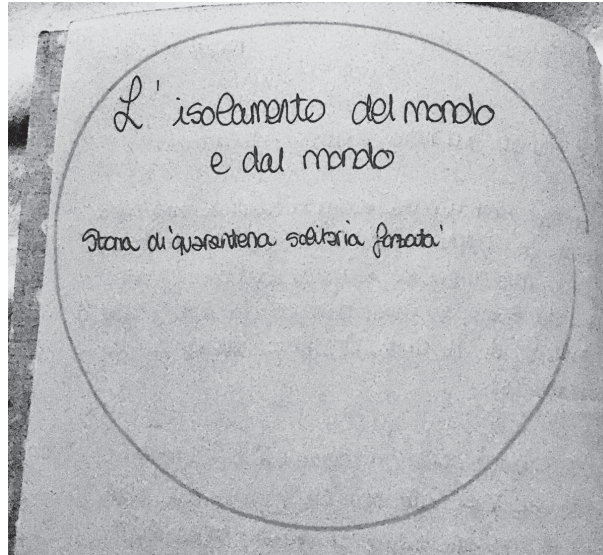 L'isolamento del mondo
e dal mondo
Storia di quarantena solitaria forzata